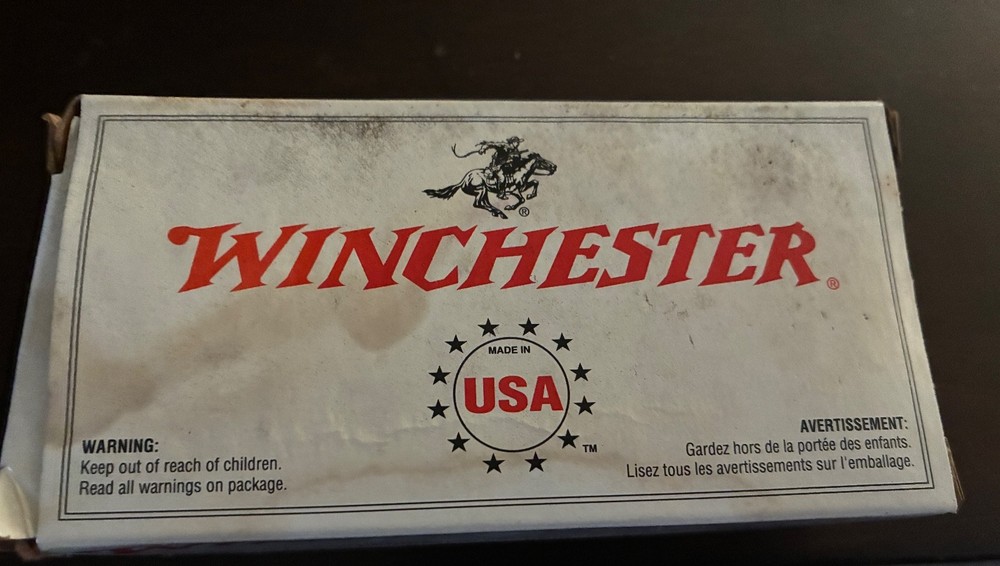 ®
WINCHESTER®
MADE IN
USA
™
WARNING:
Keep out of reach of children.
Read all warnings on package.
AVERTISSEMENT:
Gardez hors de la portée des enfants.
Lisez tous les avertissements sur l'emballage.